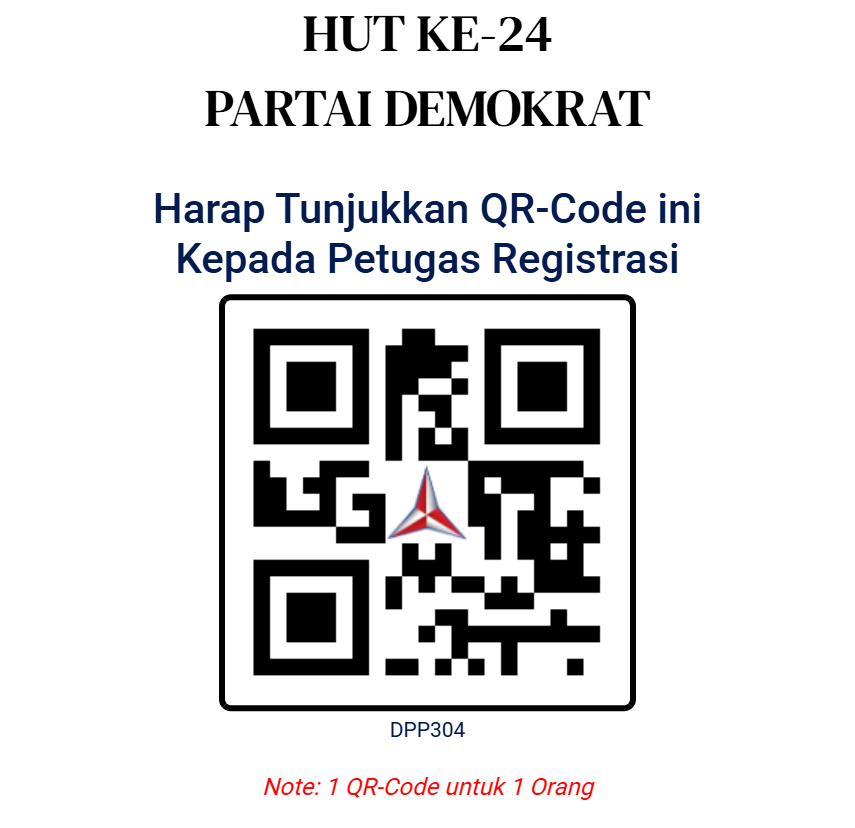 HUT KE-24
PARTAI DEMOKRAT
Harap Tunjukkan QR-Code ini
Kepada Petugas Registrasi
DPP304
Note: 1 QR-Code untuk 1 Orang